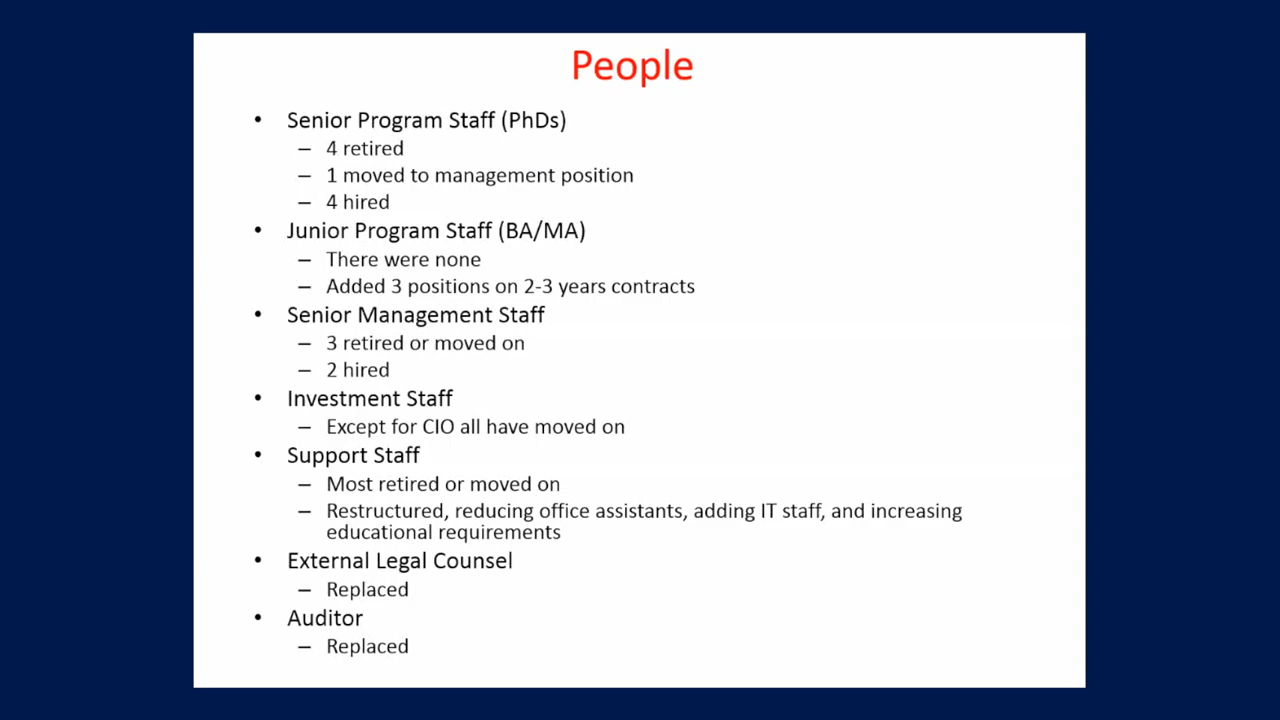 People
• Senior Program Staff (PhDs)
– 4 retired
– 1 moved to management position
– 4 hired
• Junior Program Staff (BA/MA)
– There were none
– Added 3 positions on 2-3 years contracts
• Senior Management Staff
– 3 retired or moved on
– 2 hired
• Investment Staff
– Except for CIO all have moved on
• Support Staff
– Most retired or moved on
– Restructured, reducing office assistants, adding IT staff, and increasing
educational requirements
• External Legal Counsel
– Replaced
• Auditor
– Replaced